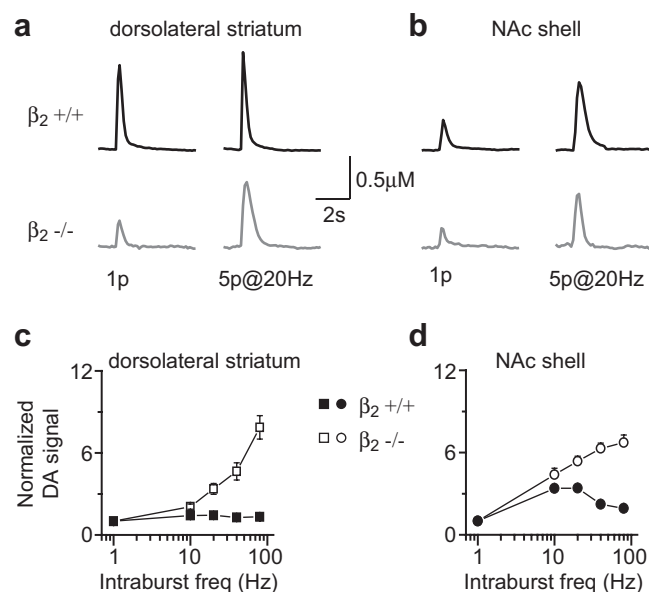 a
dorsolateral striatum
b
NAc shell
β2 +/+
0.5μM
2s
β2 -/-
1p
5p@20Hz
1p
5p@20Hz
c
dorsolateral striatum
d
NAc shell
Normalized
DA signal
12
6
0
1
10
100
Intraburst freq (Hz)
β2 +/+
β2 -/-
12
6
0
1
10
100
Intraburst freq (Hz)